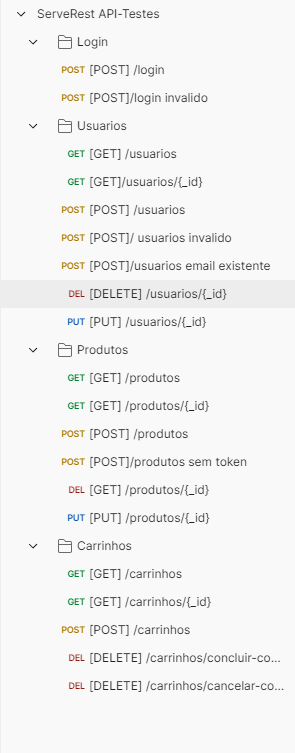 ServeRest API-Testes
Login
POST [POST] /login
POST [POST]/login invalido
Usuarios
GET [GET] /usuarios
GET [GET]/usuarios/{_id}
POST [POST] /usuarios
POST [POST]/ usuarios invalido
POST [POST]/usuarios email existente
DEL [DELETE] /usuarios/{_id}
PUT [PUT] /usuarios/{_id}
Produtos
GET [GET] /produtos
GET [GET] /produtos/{_id}
POST [POST] /produtos
POST [POST]/produtos sem token
DEL [GET] /produtos/{_id}
PUT [PUT] /produtos/{_id}
Carrinhos
GET [GET] /carrinhos
GET [GET] /carrinhos/{_id}
POST [POST] /carrinhos
DEL [DELETE] /carrinhos/concluir-co...
DEL [DELETE] /carrinhos/cancelar-co...